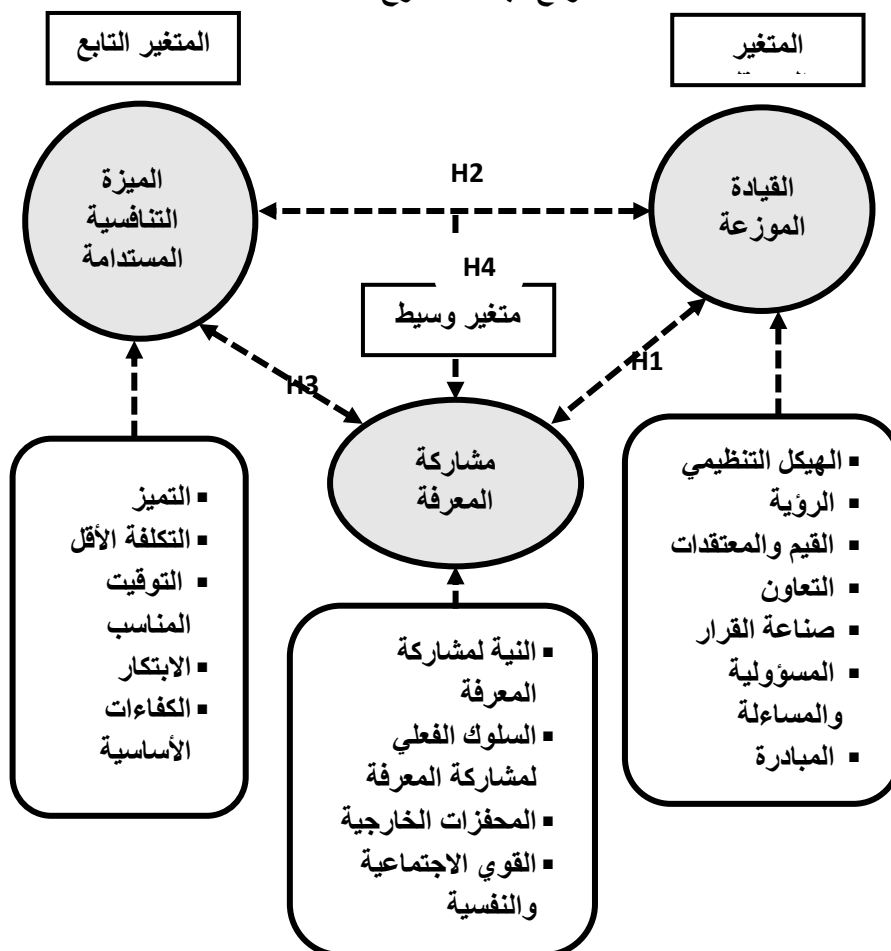 المتغير
المتغير التابع
القيادة
الموزعة
الميزة
التنافسية
المستدامة
H2
H4
متغير وسيط
H1
H3
مشاركة
المعرفة
▪ الهيكل التنظيمي
▪ الرؤية
▪ القيم والمعتقدات
▪ التعاون
▪ صناعة القرار
▪ المسؤولية
والمساءلة
▪ المبادرة
▪ التميز
▪ التكلفة الأقل
▪ التوقيت
المناسب
▪ الابتكار
▪ الكفاءات
الأساسية
▪ النية لمشاركة
المعرفة
▪ السلوك الفعلي
لمشاركة المعرفة
▪ المحفزات الخارجية
▪ القوي الاجتماعية
والنفسية